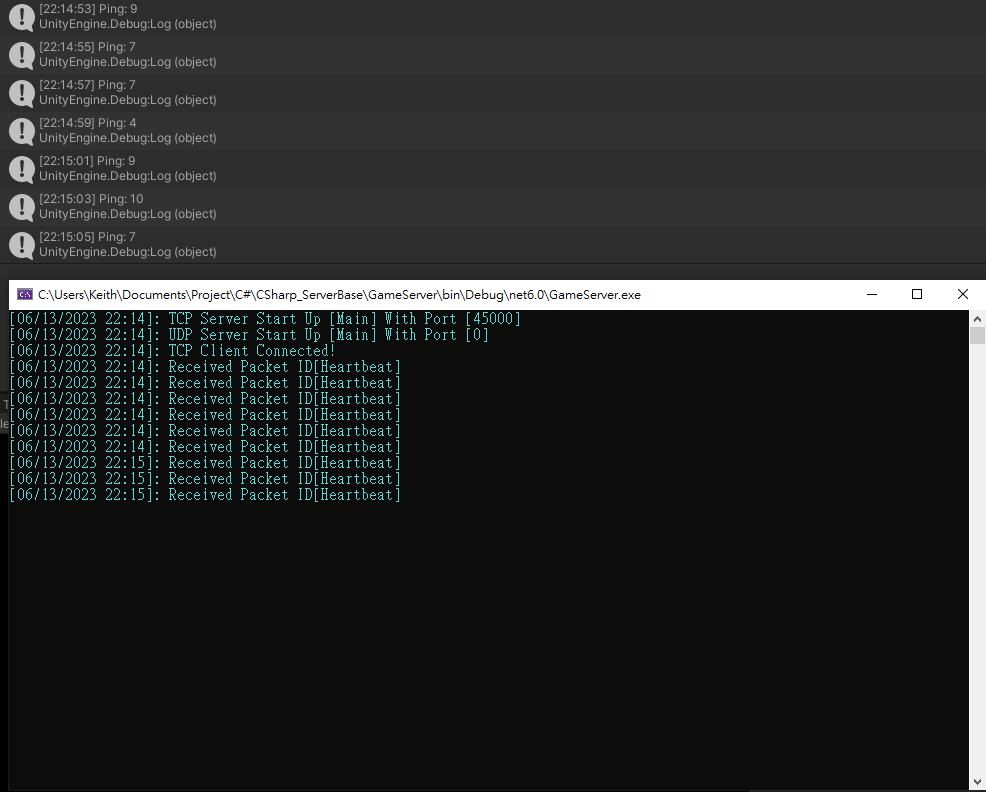 [22:14:53] Ping: 9
UnityEngine.Debug:Log (object)
[22:14:55] Ping: 7
UnityEngine.Debug:Log (object)
[22:14:57] Ping: 7
UnityEngine.Debug:Log (object)
[22:14:59] Ping: 4
UnityEngine.Debug:Log (object)
[22:15:01] Ping: 9
UnityEngine.Debug:Log (object)
[22:15:03] Ping: 10
UnityEngine.Debug:Log (object)
[22:15:05] Ping: 7
UnityEngine.Debug:Log (object)
C:\Users\Keith\Documents\Project\C#\CSharp_ServerBase\GameServer\bin\Debug\net6.0\GameServer.exe
[06/13/2023 22:14]: TCP Server Start Up [Main] With Port [45000]
[06/13/2023 22:14]: UDP Server Start Up [Main] With Port [0]
[06/13/2023 22:14]: TCP Client Connected!
[06/13/2023 22:14]: Received Packet ID[Heartbeat]
[06/13/2023 22:14]: Received Packet ID[Heartbeat]
[06/13/2023 22:14]: Received Packet ID[Heartbeat]
[06/13/2023 22:14]: Received Packet ID[Heartbeat]
[06/13/2023 22:14]: Received Packet ID[Heartbeat]
[06/13/2023 22:14]: Received Packet ID[Heartbeat]
[06/13/2023 22:15]: Received Packet ID[Heartbeat]
[06/13/2023 22:15]: Received Packet ID[Heartbeat]
[06/13/2023 22:15]: Received Packet ID[Heartbeat]